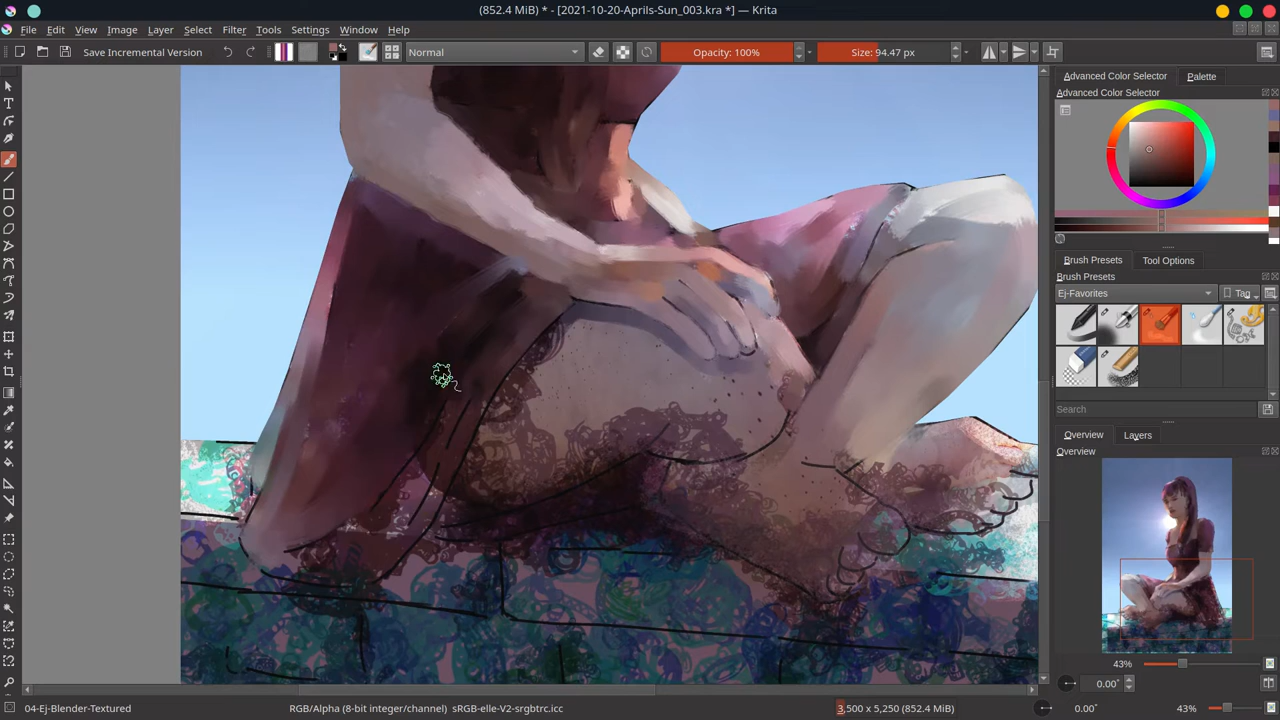 (852.4 MiB) * - [2021-10-20-Aprils-Sun_003.kra *] — Krita
File Edit View Image Layer Select Filter Tools Settings Window Help
Save Incremental Version
Normal
Opacity: 100%
Size: 94.47 px
Advanced Color Selector Palette
Advanced Color Selector
Brush Presets Tool Options
Brush Presets
Ej-Favorites
Tag
Search
Overview Layers
Overview
43%
0.00°
04-Ej-Blender-Textured
RGB/Alpha (8-bit integer/channel) sRGB-elle-V2-srgbtrc.icc
3,500 x 5,250 (852.4 MiB)
0.00°
43%